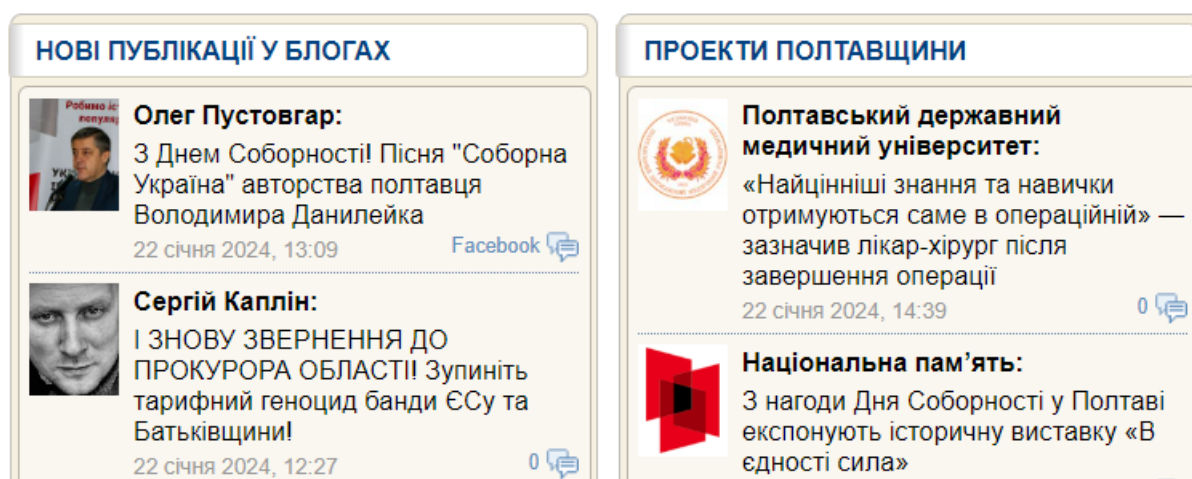 НОВІ ПУБЛІКАЦІЇ У БЛОГАХ
Олег Пустовгар:
З Днем Соборності! Пісня "Соборна
Україна" авторства полтавця
Володимира Данилейка
22 січня 2024, 13:09
Facebook
Сергій Каплін:
І ЗНОВУ ЗВЕРНЕННЯ ДО
ПРОКУРОРА ОБЛАСТІ! Зупиніть
тарифний геноцид банди ЄСу та
Батьківщини!
22 січня 2024, 12:27
0
ПРОЕКТИ ПОЛТАВЩИНИ
Полтавський державний
медичний університет:
«Найцінніші знання та навички
отримуються саме в операційній» —
зазначив лікар-хірург після
завершення операції
22 січня 2024, 14:39
0
Національна пам’ять:
З нагоди Дня Соборності у Полтаві
експонують історичну виставку «В
єдності сила»